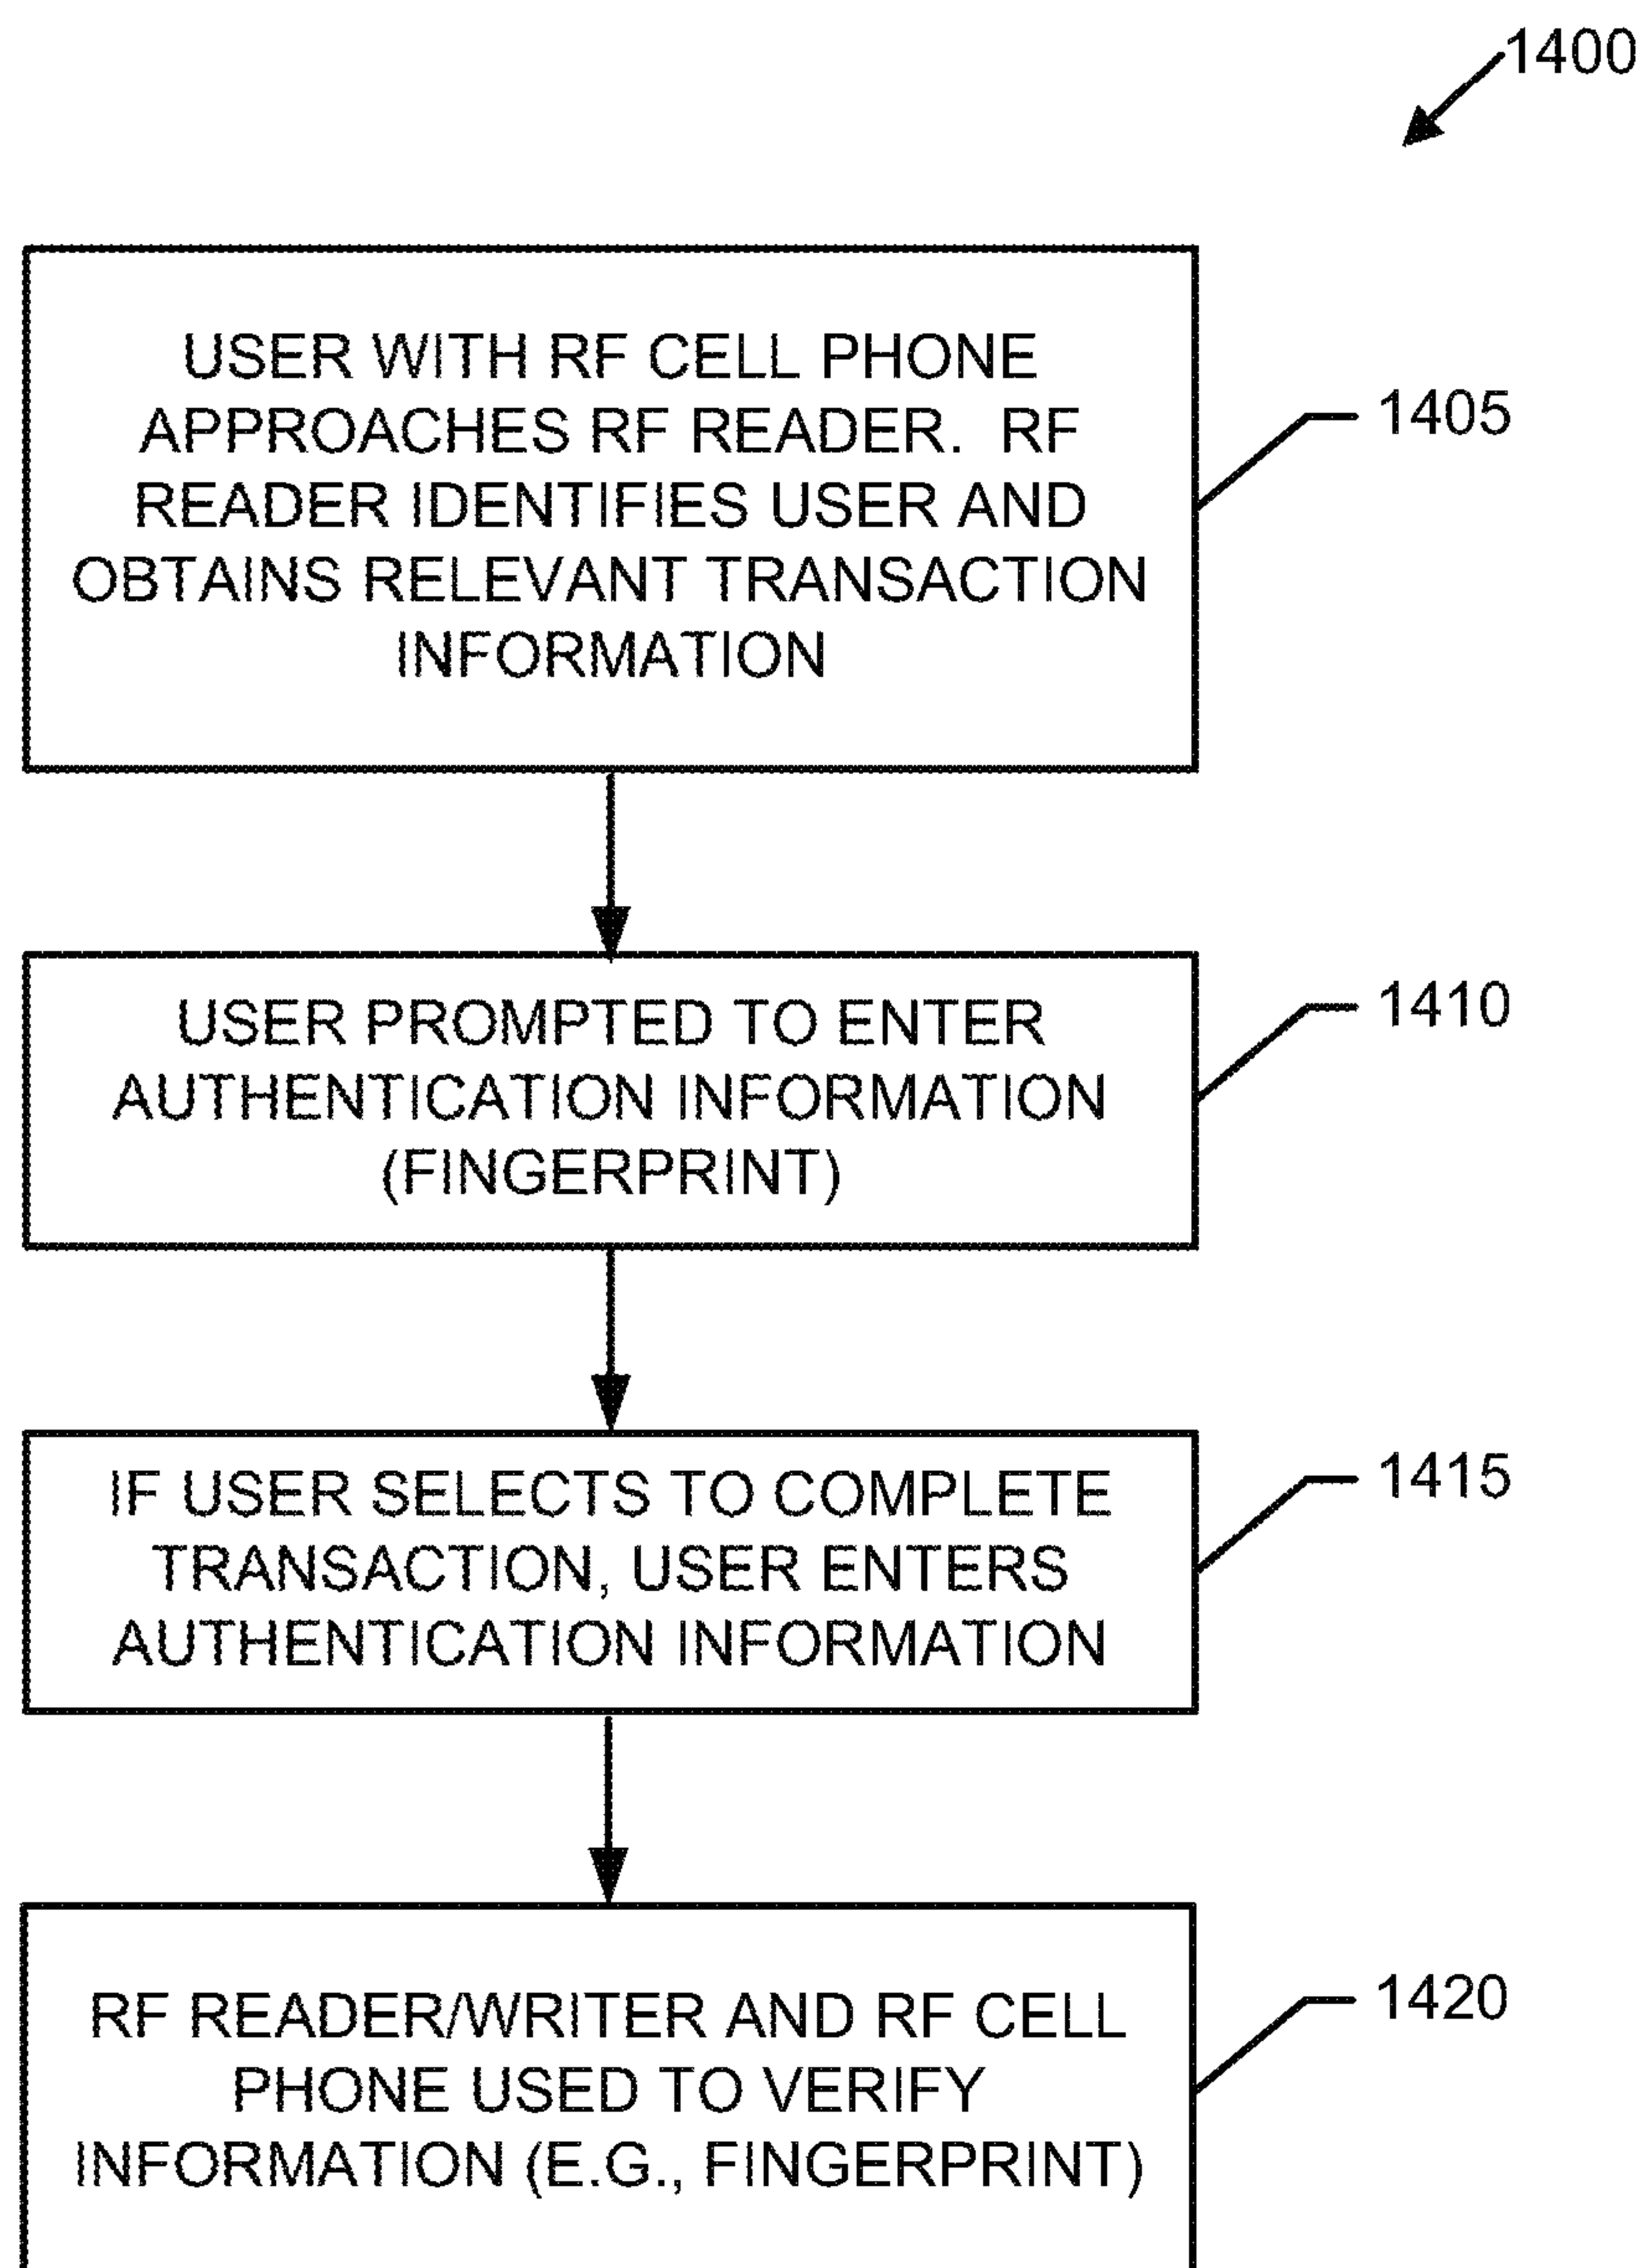 1400
USER WITH RF CELL PHONE
APPROACHES RF READER. RF
READER IDENTIFIES USER AND
OBTAINS RELEVANT TRANSACTION
INFORMATION
1405
USER PROMPTED TO ENTER
AUTHENTICATION INFORMATION
(FINGERPRINT)
1410
IF USER SELECTS TO COMPLETE
TRANSACTION, USER ENTERS
AUTHENTICATION INFORMATION
1415
RF READER/WRITER AND RF CELL
PHONE USED TO VERIFY
INFORMATION (E.G., FINGERPRINT)
1420